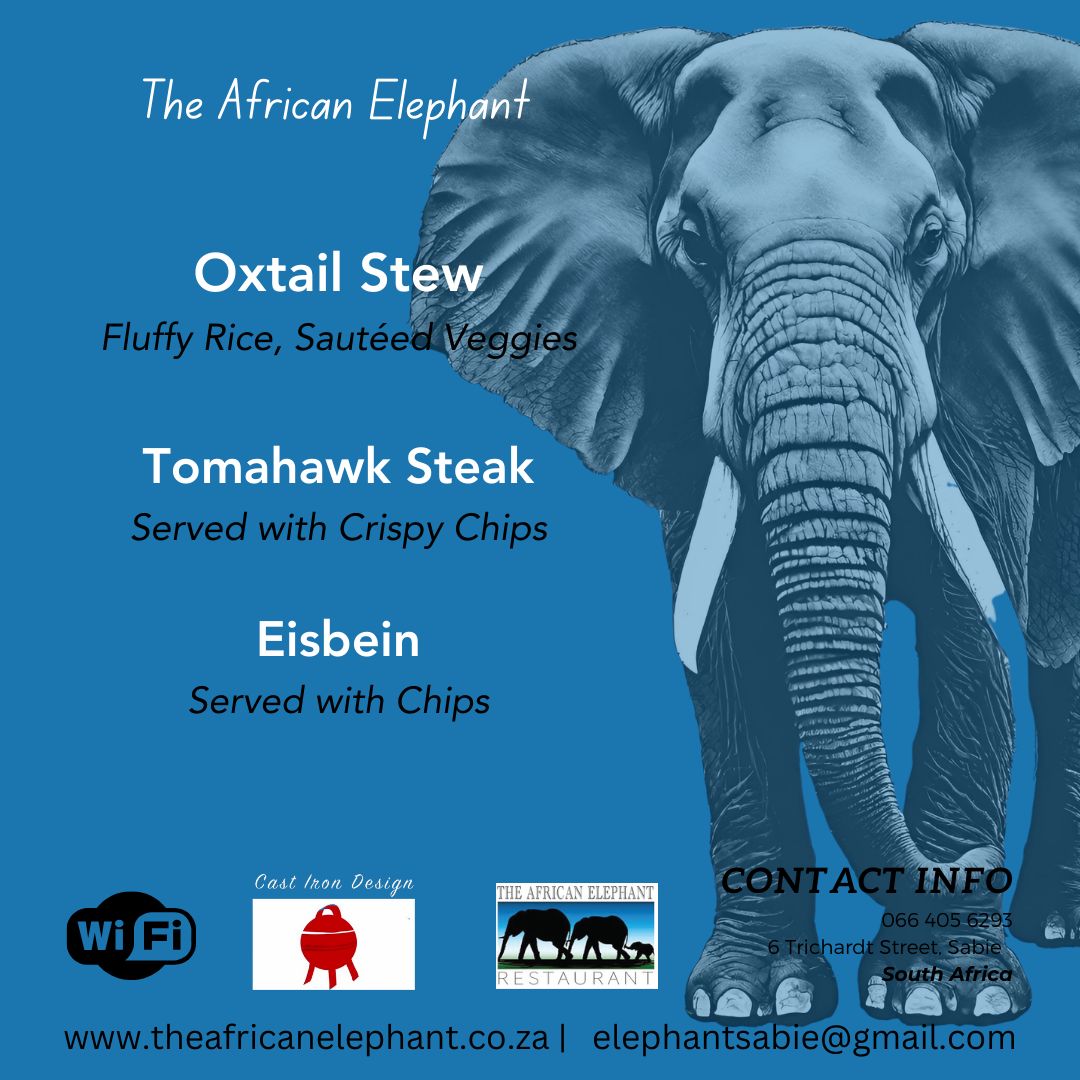 The African Elephant
Oxtail Stew
Fluffy Rice, Sautéed Veggies
Tomahawk Steak
Served with Crispy Chips
Eisbein
Served with Chips
Wi Fi
Cast Iron Design
THE AFRICAN ELEPHANT
RESTAURANT
CONTACT INFO
066 405 6293
6 Trichardt Street, Sabie
South Africa
www.theafricanelephant.co.za | elephantsabie@gmail.com